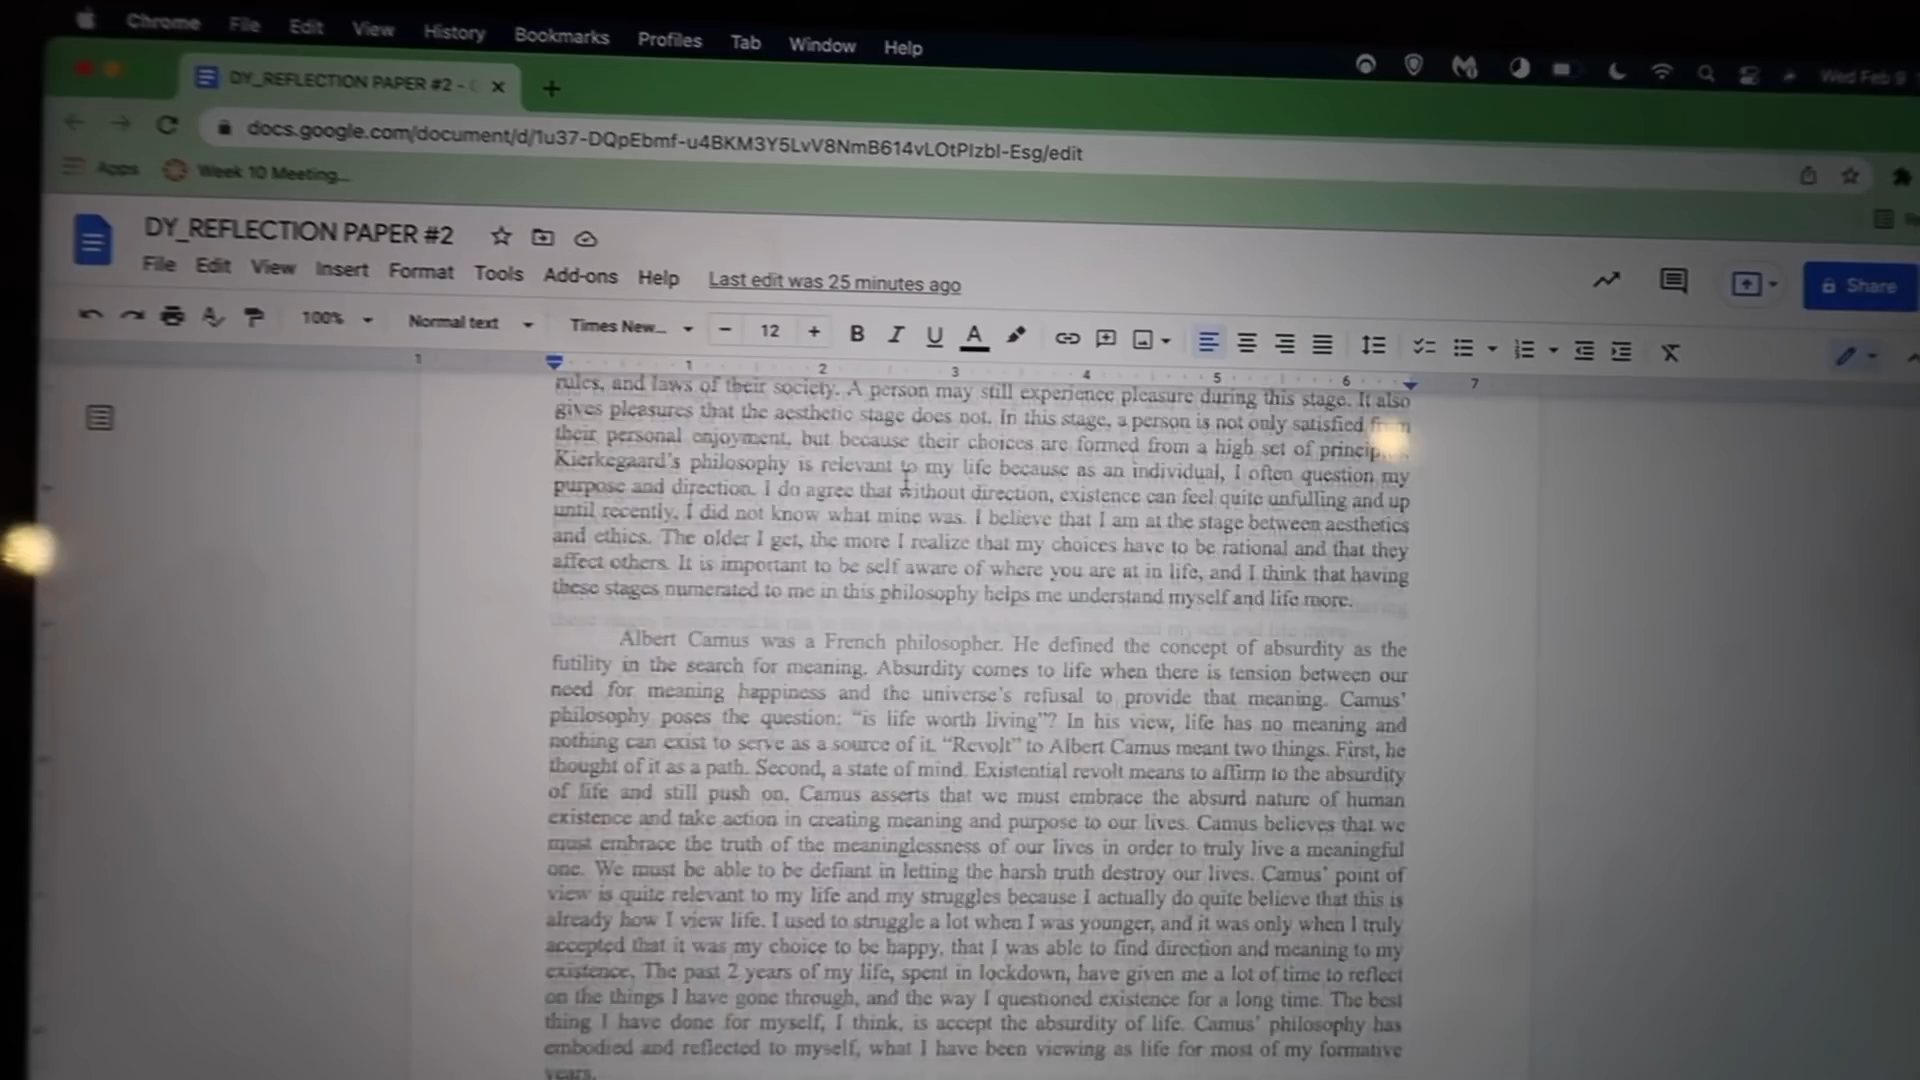 Chrome File Edit View History Bookmarks Profiles Tab Window Help
Wed Feb 9
DY_REFLECTION PAPER #2 -
docs.google.com/document/d/1u37-DQpEbmf-u4BKM3Y5LvV8NmB614vLOtPIzbI-Esg/edit
Apps Week 10 Meeting...
DY_REFLECTION PAPER #2
File Edit View Insert Format Tools Add-ons Help Last edit was 25 minutes ago
Share
100% Normal text Times New... 12 B I U A
1 1 2 3 4 5 6 7
rules, and laws of their society. A person may still experience pleasure during this stage. It also
gives pleasures that the aesthetic stage does not. In this stage, a person is not only satisfied from
their personal enjoyment, but because their choices are formed from a high set of
Kierkegaard's philosophy is relevant to my life because as an individual, I often question my
purpose and direction. I do agree that without direction, existence can feel quite unfulling and up
until recently, I did not know what mine was. I believe that I am at the stage between aesthetics
and ethics. The older I get, the more I realize that my choices have to be rational and that they
affect others. It is important to be self aware of where you are at in life, and I think that having
these stages numerated to me in this philosophy helps me understand myself and life more.
Albert Camus was a French philosopher. He defined the concept of absurdity as the
futility in the search for meaning. Absurdity comes to life when there is tension between our
need for meaning happiness and the universe's refusal to provide that meaning. Camus'
philosophy poses the question: “is life worth living”? In his view, life has no meaning and
nothing can exist to serve as a source of it. “Revolt” to Albert Camus meant two things. First, he
thought of it as a path. Second, a state of mind. Existential revolt means to affirm to the absurdity
of life and still push on. Camus asserts that we must embrace the absurd nature of human
existence and take action in creating meaning and purpose to our lives. Camus believes that we
must embrace the truth of the meaninglessness of our lives in order to truly live a meaningful
one. We must be able to be defiant in letting the harsh truth destroy our lives. Camus' point of
view is quite relevant to my life and my struggles because I actually do quite believe that this is
already how I view life. I used to struggle a lot when I was younger, and it was only when I truly
accepted that it was my choice to be happy, that I was able to find direction and meaning to my
existence. The past 2 years of my life, spent in lockdown, have given me a lot of time to reflect
on the things I have gone through, and the way I questioned existence for a long time. The best
thing I have done for myself, I think, is accept the absurdity of life. Camus' philosophy has
embodied and reflected to myself, what I have been viewing as life for most of my formative
years.